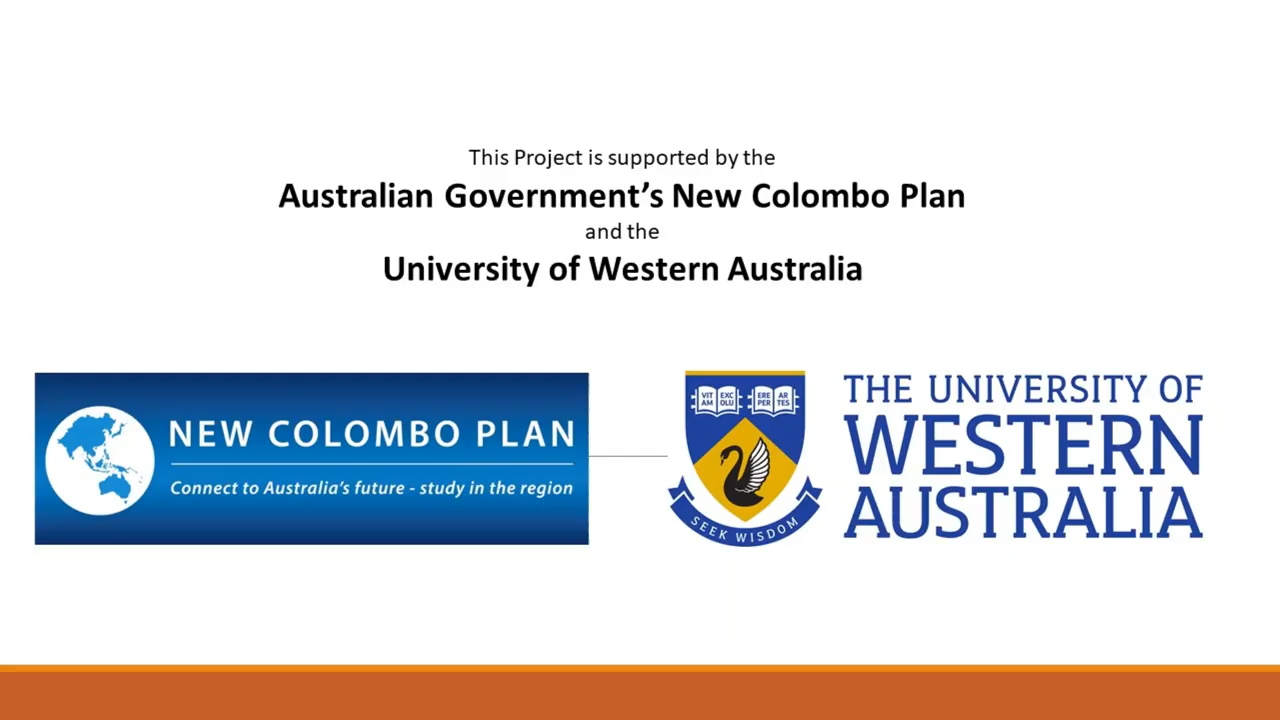 This Project is supported by the
Australian Government's New Colombo Plan
and the
University of Western Australia
NEW COLOMBO PLAN
Connect to Australia's future - study in the region
VIT EXC ERE AR
AM OLU PER TES
SEEK WISDOM
THE UNIVERSITY OF
WESTERN
AUSTRALIA